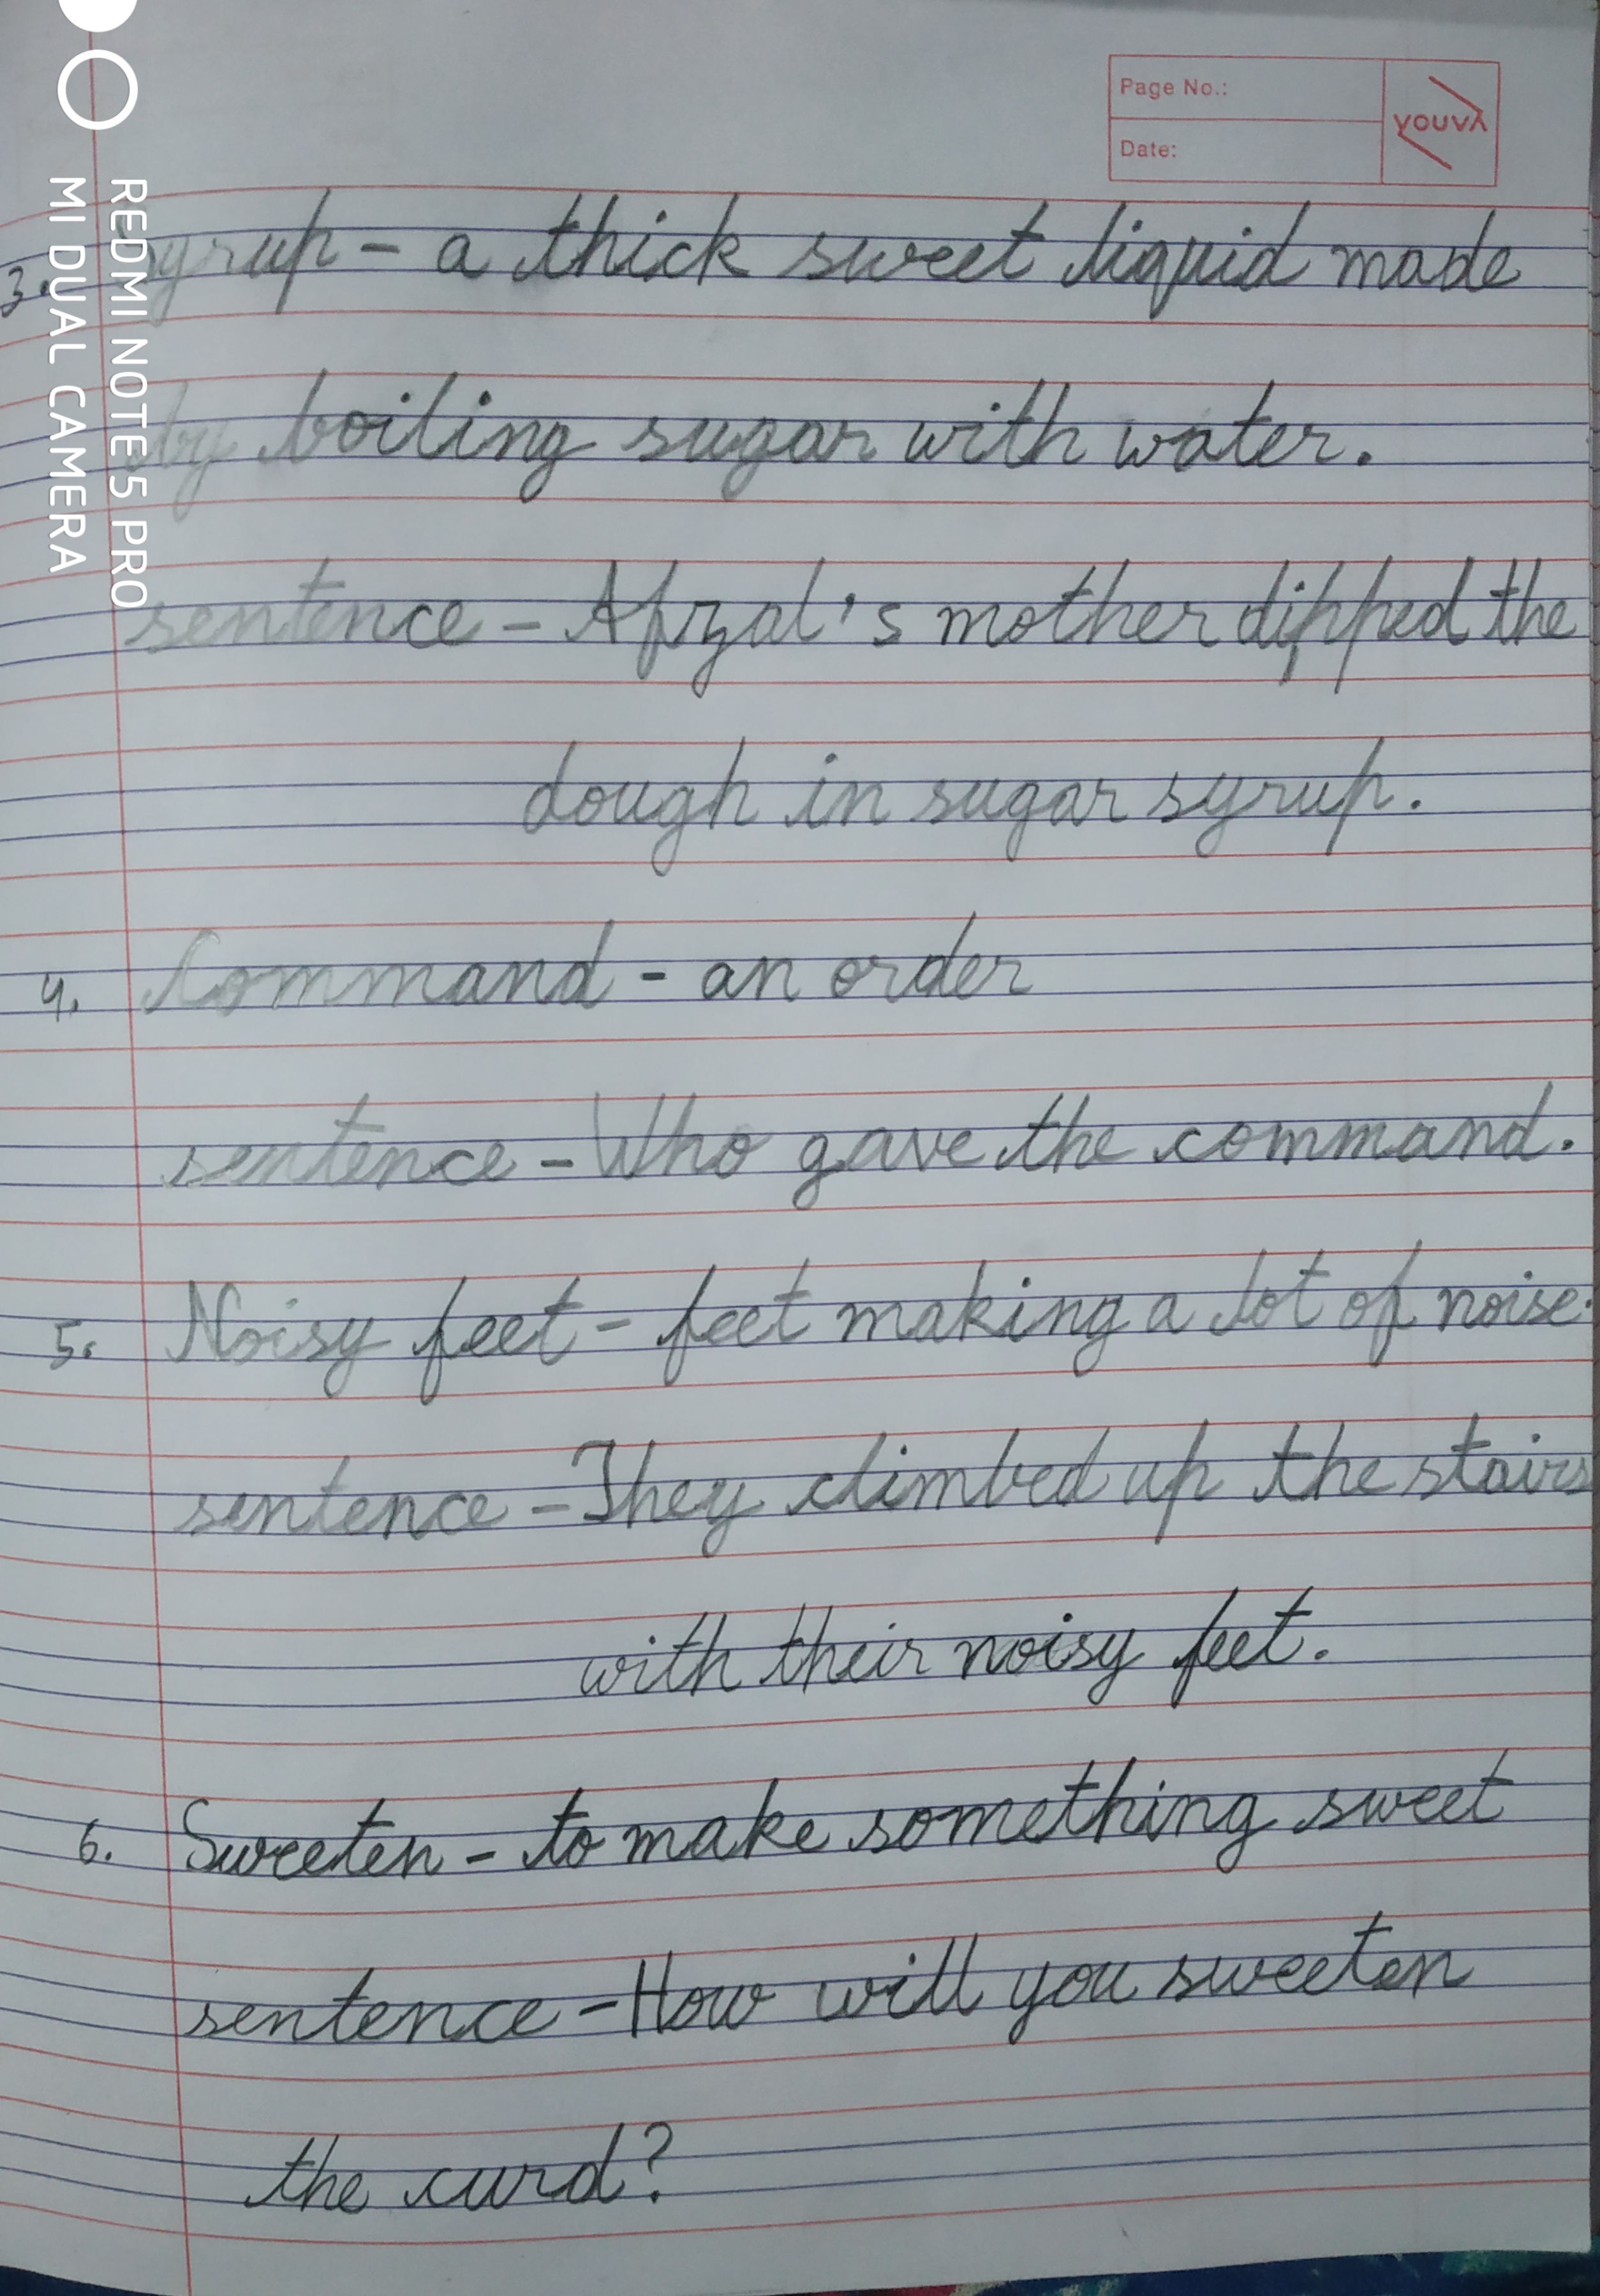 Page No.:
Date:
youva
3. Syrup - a thick sweet liquid made
by boiling sugar with water.
sentence - Afzal's mother dipped the
dough in sugar syrup.
4. Command - an order
sentence - Who gave the command.
5. Noisy feet - feet making a lot of noise.
sentence - They climbed up the stairs
with their noisy feet.
6. Sweeten - to make something sweet
sentence - How will you sweeten
the curd?
REDMI NOTE 5 PRO
MI DUAL CAMERA